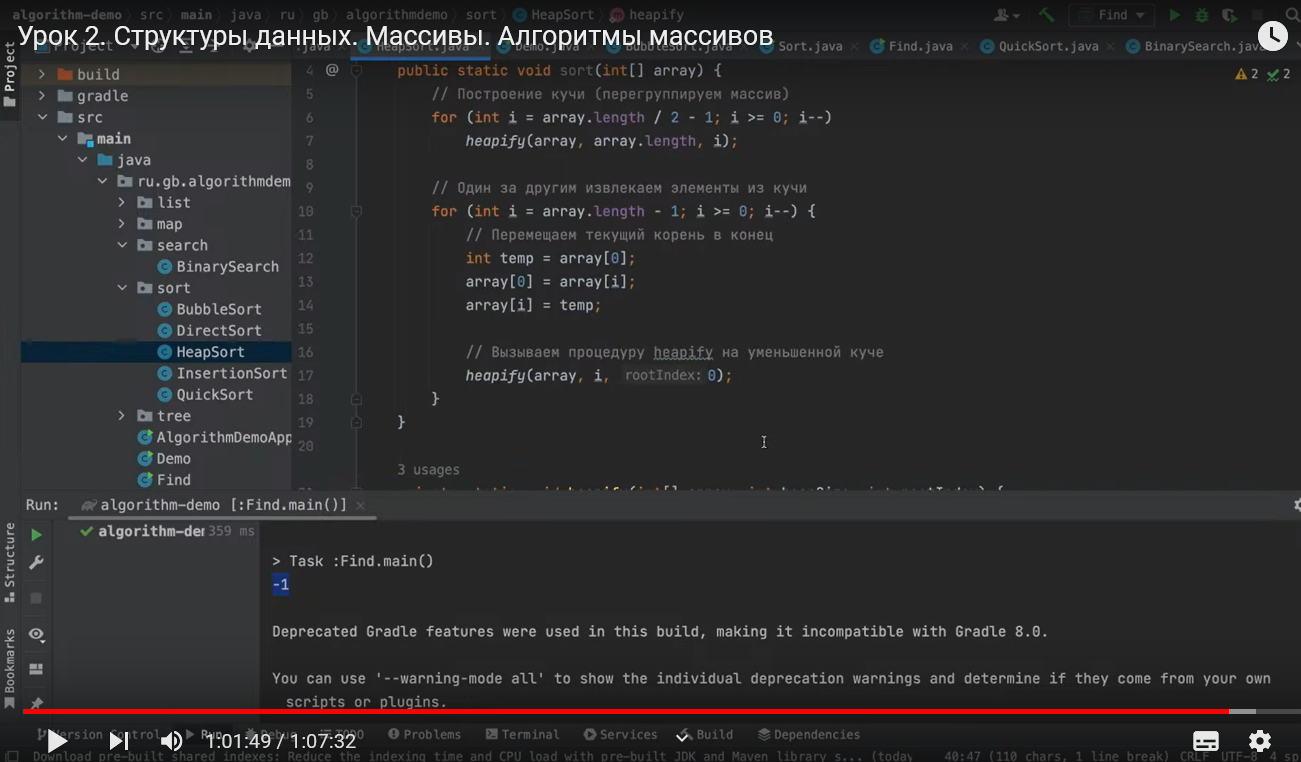 algorithm-demo › src › main › java › ru › gb › algorithmdemo › sort › HeapSort › heapify
Find
Урок 2. Структуры данных. Массивы. Алгоритмы массивов
Sort.java
Find.java
QuickSort.java
BinarySearch.java
Project
build
gradle
src
main
java
ru.gb.algorithmdem
list
map
search
BinarySearch
sort
BubbleSort
DirectSort
HeapSort
InsertionSort
QuickSort
tree
AlgorithmDemoApp
Demo
Find
2 2
4 @ public static void sort(int[] array) {
5 // Построение кучи (перегруппируем массив)
6 for (int i = array.length / 2 - 1; i >= 0; i--)
7 heapify(array, array.length, i);
8
9 // Один за другим извлекаем элементы из кучи
10 for (int i = array.length - 1; i >= 0; i--) {
11 // Перемещаем текущий корень в конец
12 int temp = array[0];
13 array[0] = array[i];
14 array[i] = temp;
15
16 // Вызываем процедуру heapify на уменьшенной куче
17 heapify(array, i, rootIndex: 0);
18 }
19 }
20
3 usages
Run: algorithm-demo [:Find.main()]
algorithm-der 359 ms
> Task :Find.main()
-1
Deprecated Gradle features were used in this build, making it incompatible with Gradle 8.0.
You can use '--warning-mode all' to show the individual deprecation warnings and determine if they come from your own
scripts or plugins.
Structure
Bookmarks
Version Control Run Debug TODO Problems Terminal Services Build Dependencies
1:01:49 / 1:07:32
Download pre-built shared indexes: Reduce the indexing time and CPU load with pre-built JDK and Maven library s... (today 40:47 (110 chars, 1 line break) CRLF UTF-8 4 sp